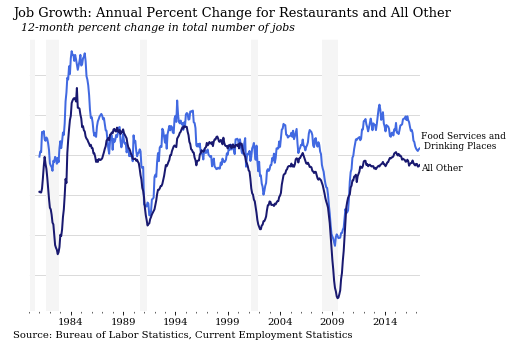 Job Growth: Annual Percent Change for Restaurants and All Other
12-month percent change in total number of jobs
Food Services and
Drinking Places
All Other
1984 1989 1994 1999 2004 2009 2014
Source: Bureau of Labor Statistics, Current Employment Statistics